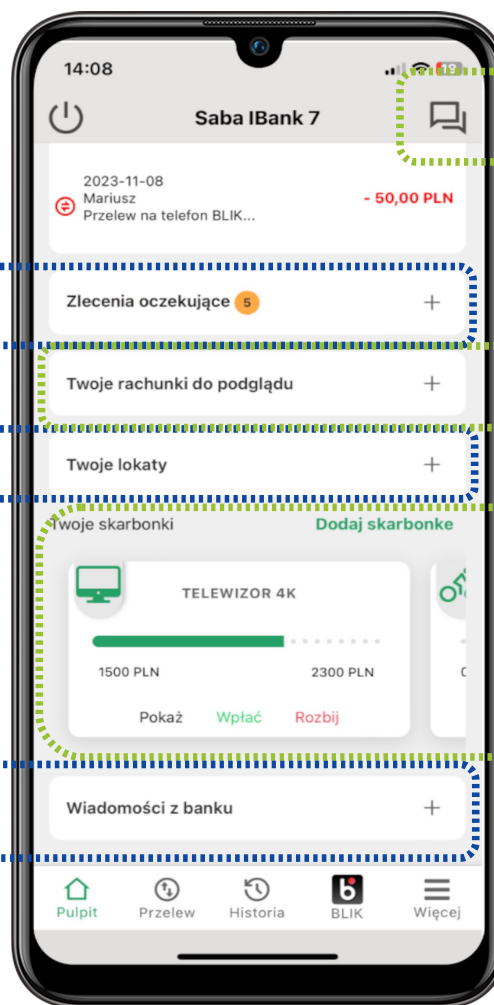 14:08
19
Saba IBank 7
2023-11-08
Mariusz
- 50,00 PLN
Przelew na telefon BLIK...
Zlecenia oczekujące 5 +
Twoje rachunki do podglądu +
Twoje lokaty +
Twoje skarbonki Dodaj skarbonke
TELEWIZOR 4K
1500 PLN 2300 PLN
Pokaż Wpłać Rozbij
Wiadomości z banku +
Pulpit Przelew Historia BLIK Więcej